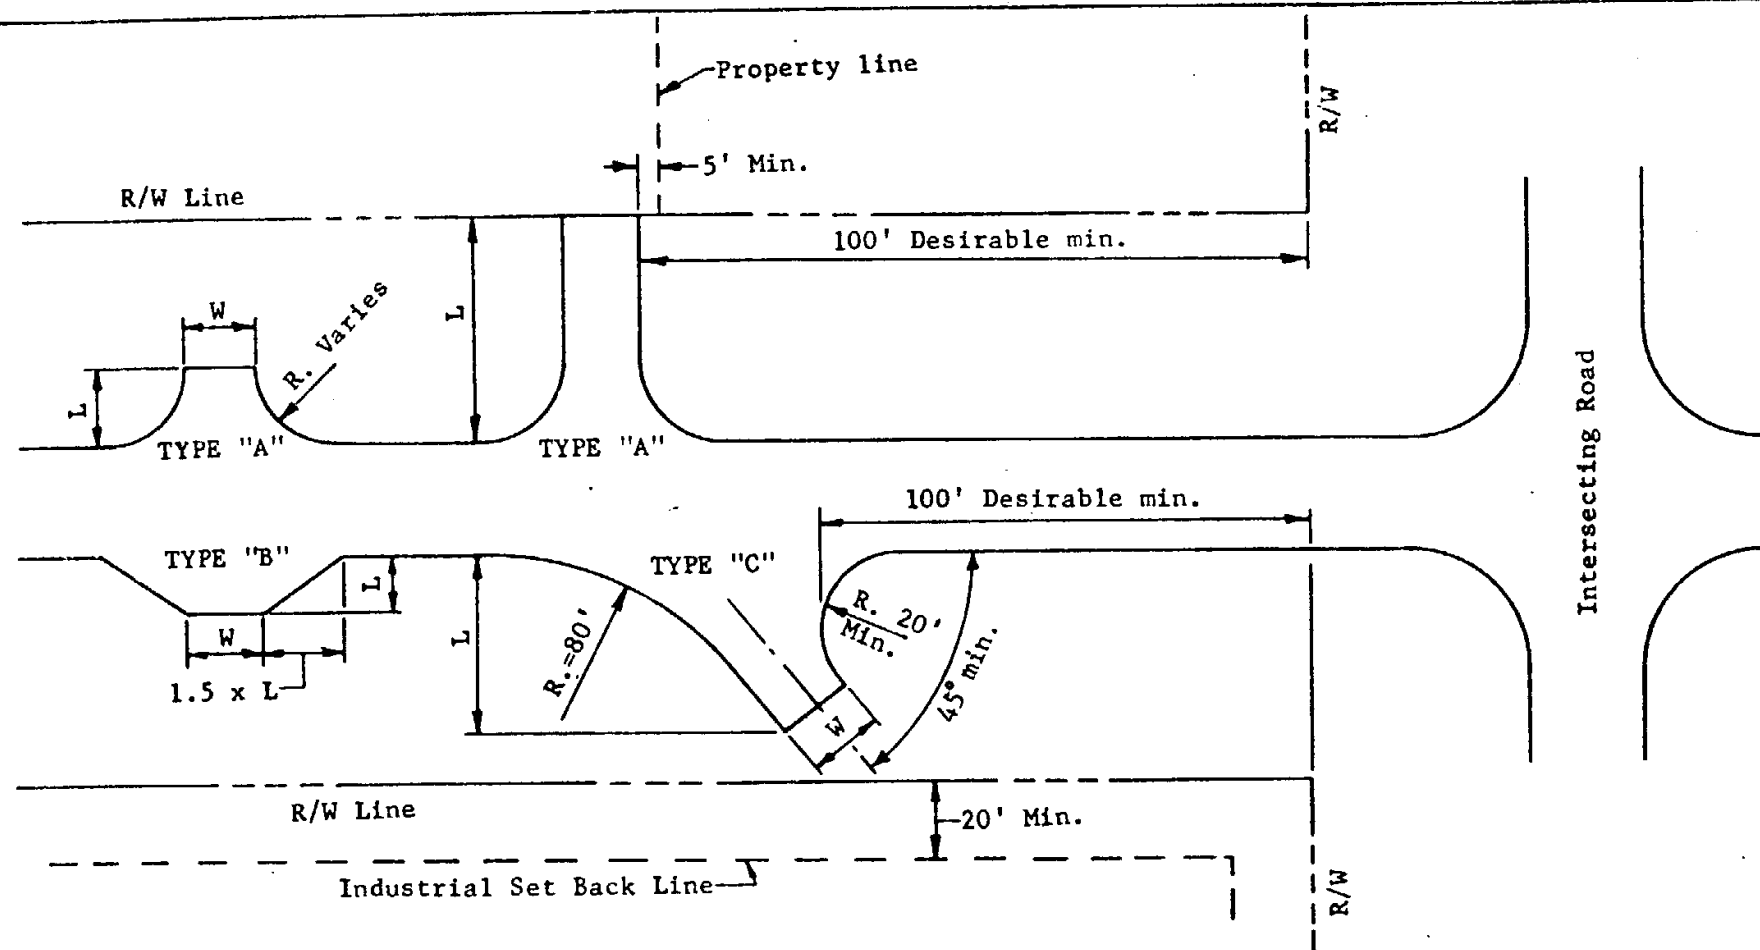 Property line
R/W
5' Min.
R/W Line
100' Desirable min.
W
R. Varies
L
L
TYPE "A"
TYPE "A"
Intersecting Road
100' Desirable min.
TYPE "B"
TYPE "C"
L
R. 20'
Min.
W
L
R.=80'
45° min.
1.5 x L
W
R/W Line
20' Min.
Industrial Set Back Line
R/W